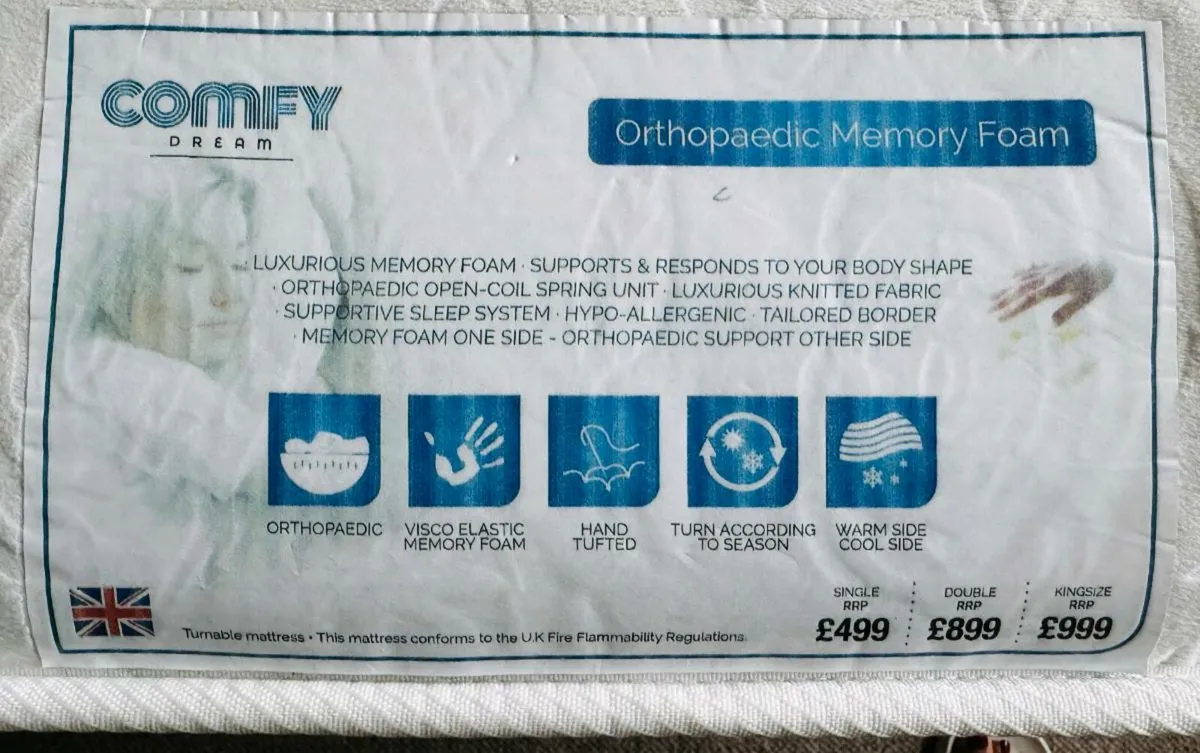 COMFY
DREAM
Orthopaedic Memory Foam
· LUXURIOUS MEMORY FOAM · SUPPORTS & RESPONDS TO YOUR BODY SHAPE
· ORTHOPAEDIC OPEN-COIL SPRING UNIT · LUXURIOUS KNITTED FABRIC
· SUPPORTIVE SLEEP SYSTEM · HYPO-ALLERGENIC · TAILORED BORDER
· MEMORY FOAM ONE SIDE - ORTHOPAEDIC SUPPORT OTHER SIDE
ORTHOPAEDIC
VISCO ELASTIC
MEMORY FOAM
HAND
TUFTED
TURN ACCORDING
TO SEASON
WARM SIDE
COOL SIDE
Turnable mattress • This mattress conforms to the U.K Fire Flammability Regulations
SINGLE
RRP
£499
DOUBLE
RRP
£899
KINGSIZE
RRP
£999